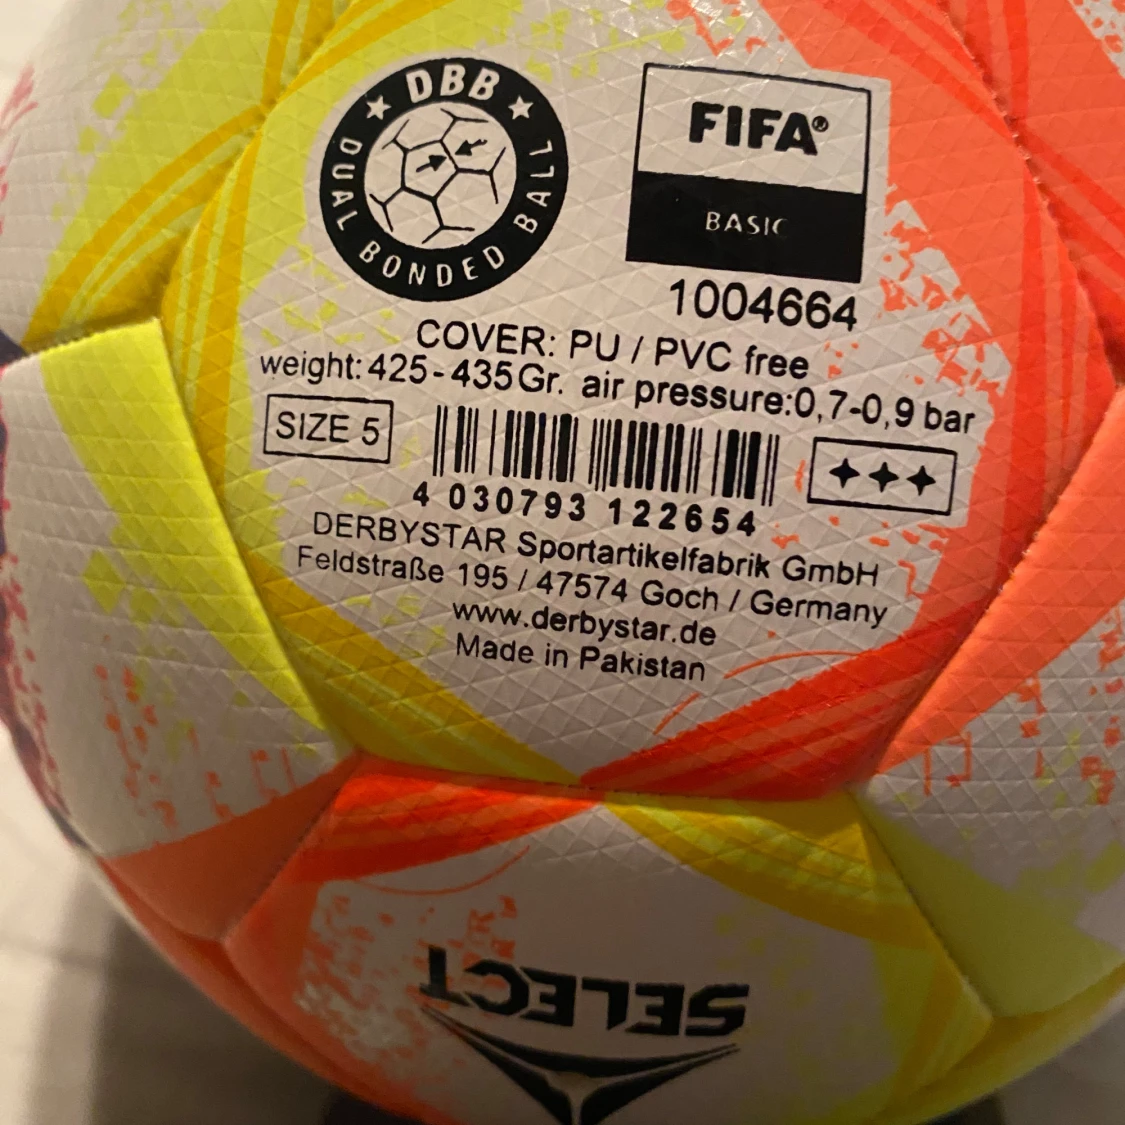 DBB
DUAL BONDED BALL
FIFA®
BASIC
1004664
COVER: PU / PVC free
weight: 425-435Gr. air pressure:0,7-0,9 bar
SIZE 5
4 030793 122654
DERBYSTAR Sportartikelfabrik GmbH
Feldstraße 195 / 47574 Goch / Germany
www.derbystar.de
Made in Pakistan
SELECT